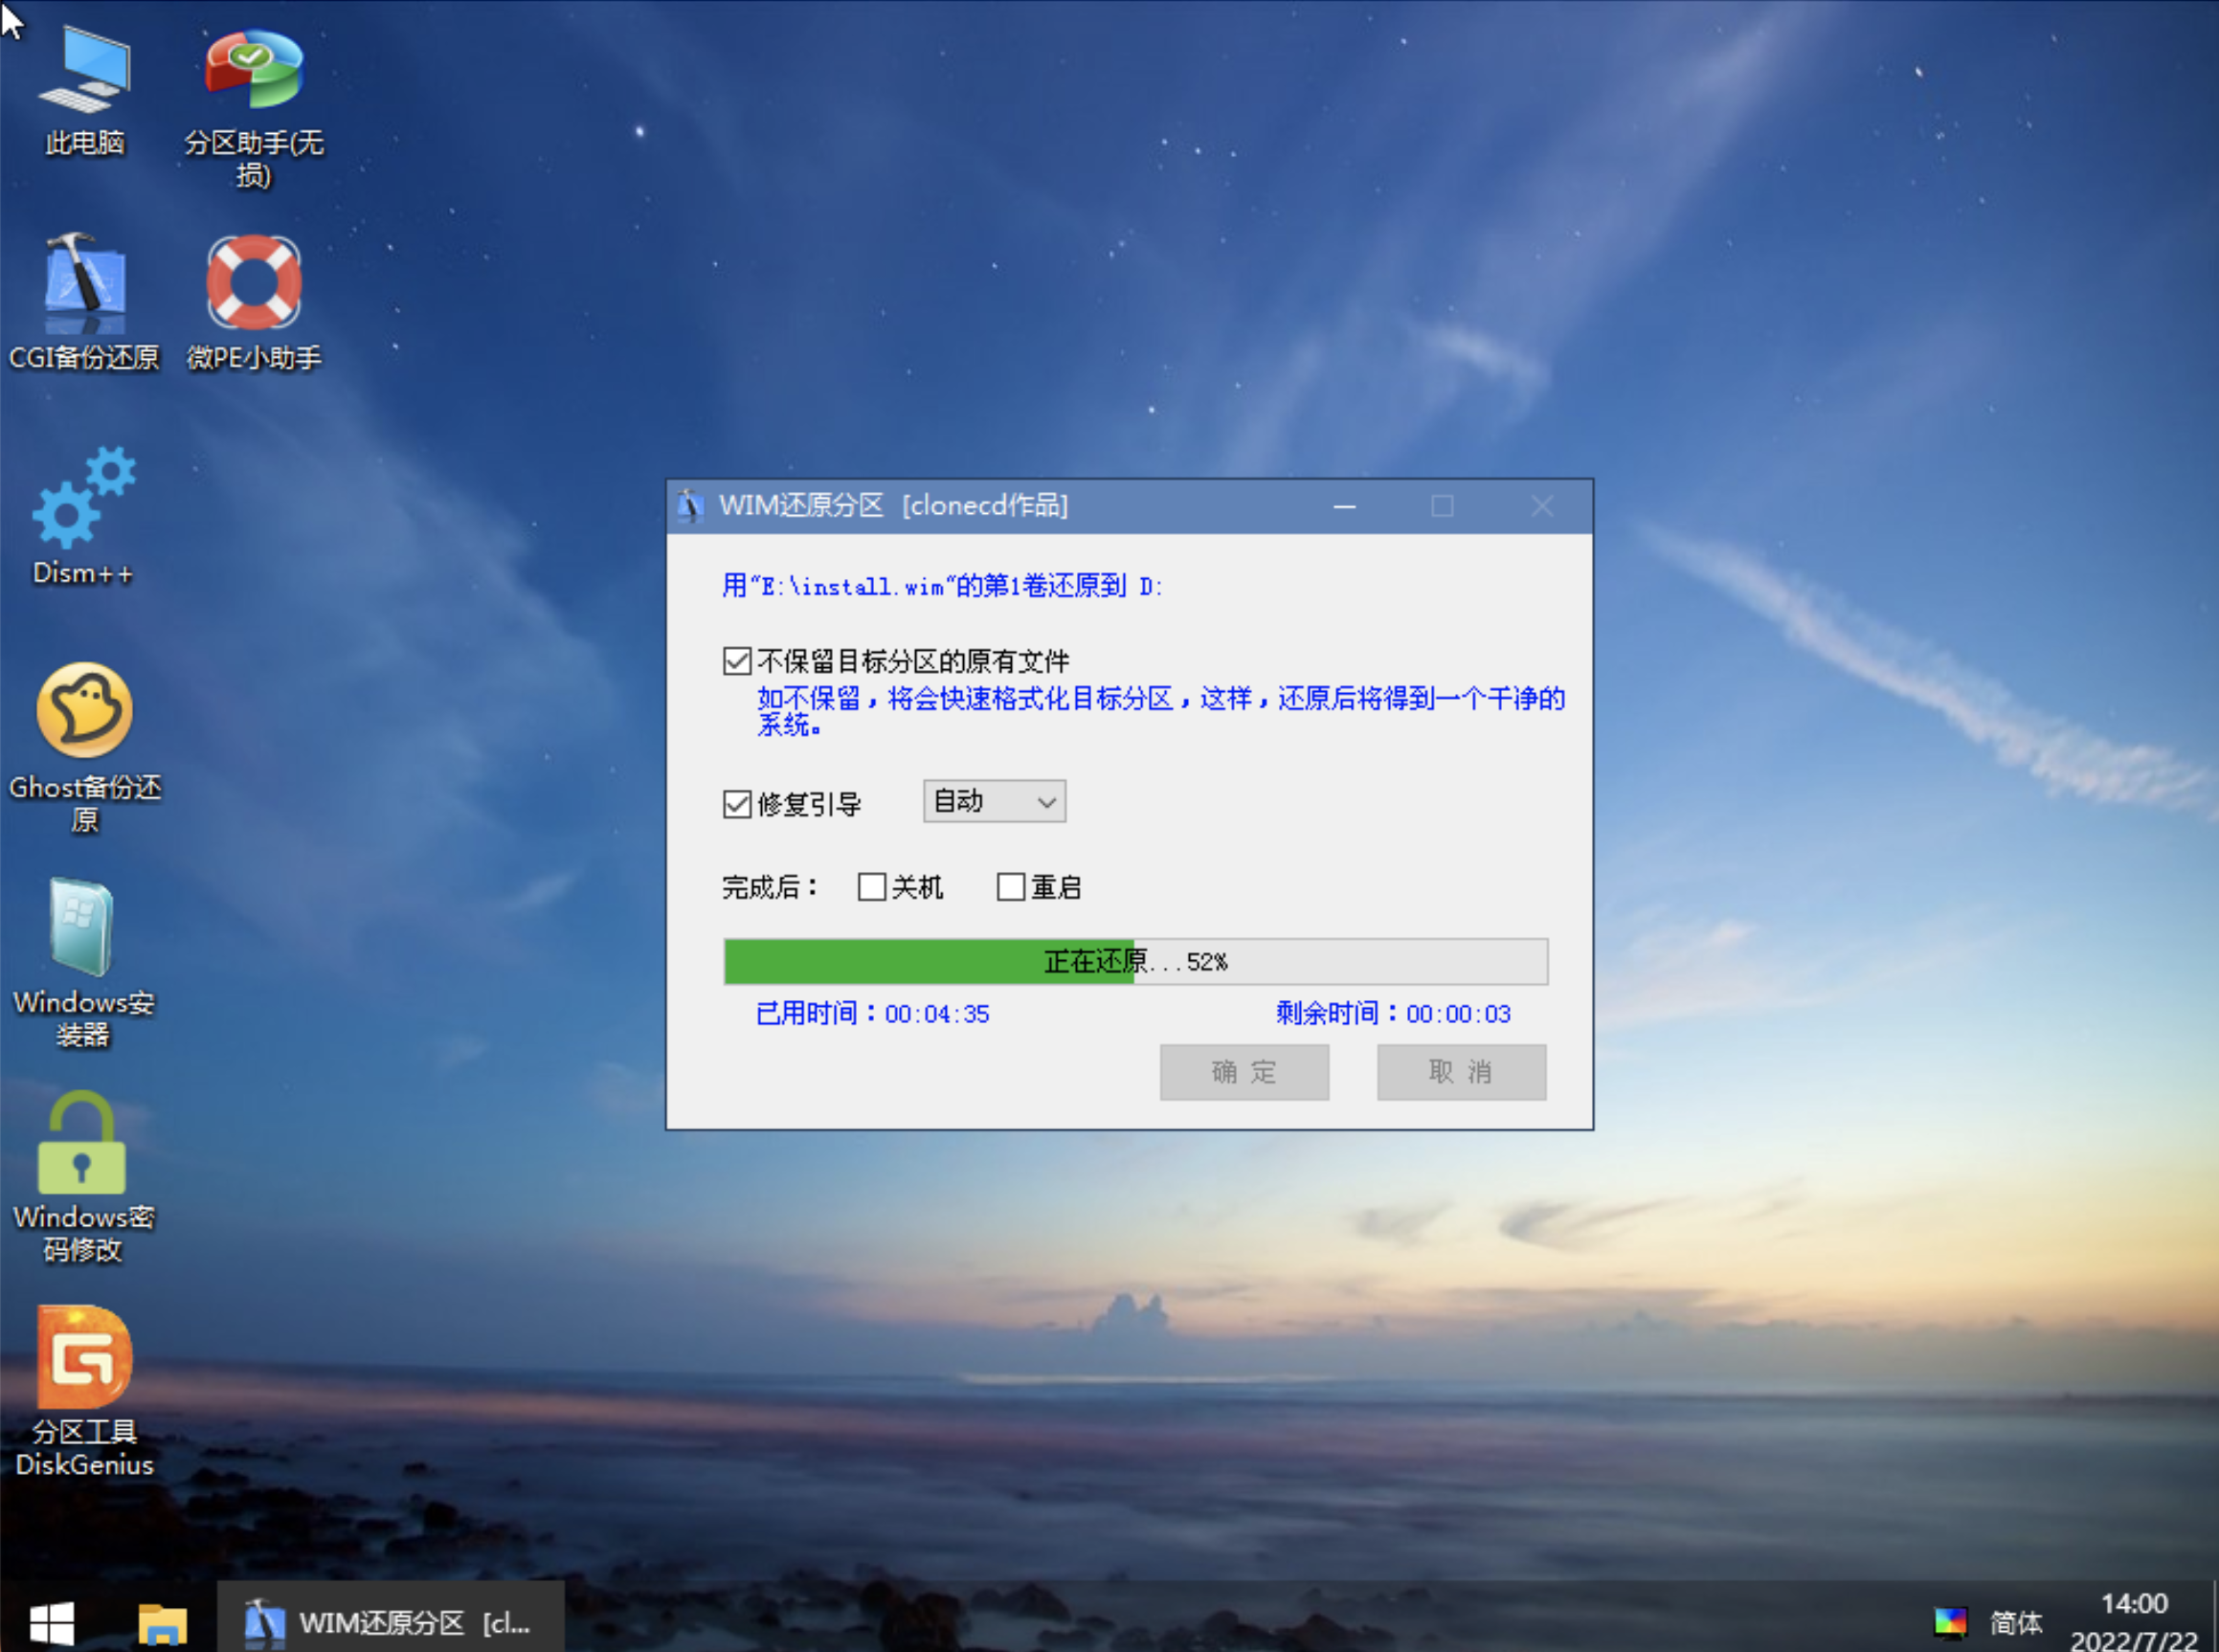 此电脑
分区助手(无
损)
CGI备份还原
微PE小助手
Dism++
Ghost备份还
原
Windows安
装器
Windows密
码修改
分区工具
DiskGenius
WIM还原分区 [clonecd作品]
用“E:\install.wim“的第1卷还原到 D:
不保留目标分区的原有文件
如不保留，将会快速格式化目标分区，这样，还原后将得到一个干净的
系统。
修复引导
自动
完成后：
关机
重启
正在还原...52%
已用时间：00:04:35
剩余时间：00:00:03
确 定
取 消
WIM还原分区 [cl...
简体
14:00
2022/7/22